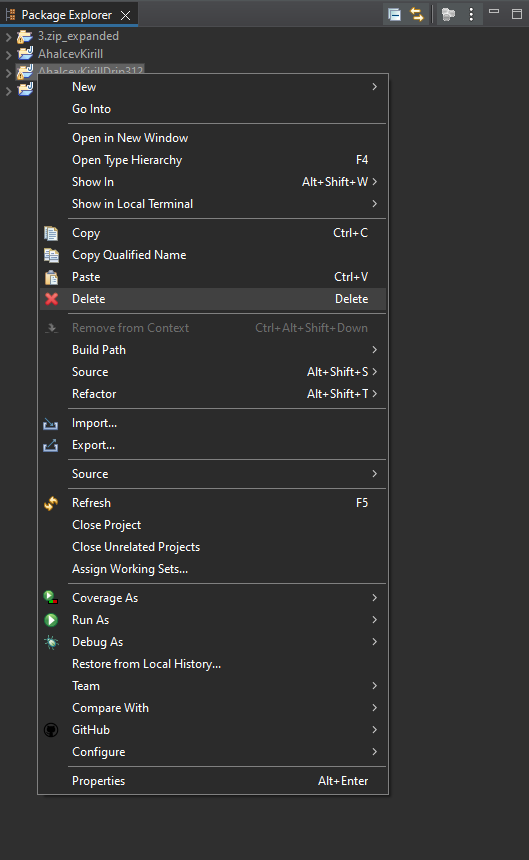 Package Explorer
3.zip_expanded
AhalcevKirill
AhalcevKirillDrip312
New
Go Into
Open in New Window
Open Type Hierarchy F4
Show In Alt+Shift+W
Show in Local Terminal
Copy Ctrl+C
Copy Qualified Name
Paste Ctrl+V
Delete Delete
Remove from Context Ctrl+Alt+Shift+Down
Build Path
Source Alt+Shift+S
Refactor Alt+Shift+T
Import...
Export...
Source
Refresh F5
Close Project
Close Unrelated Projects
Assign Working Sets...
Coverage As
Run As
Debug As
Restore from Local History...
Team
Compare With
GitHub
Configure
Properties Alt+Enter